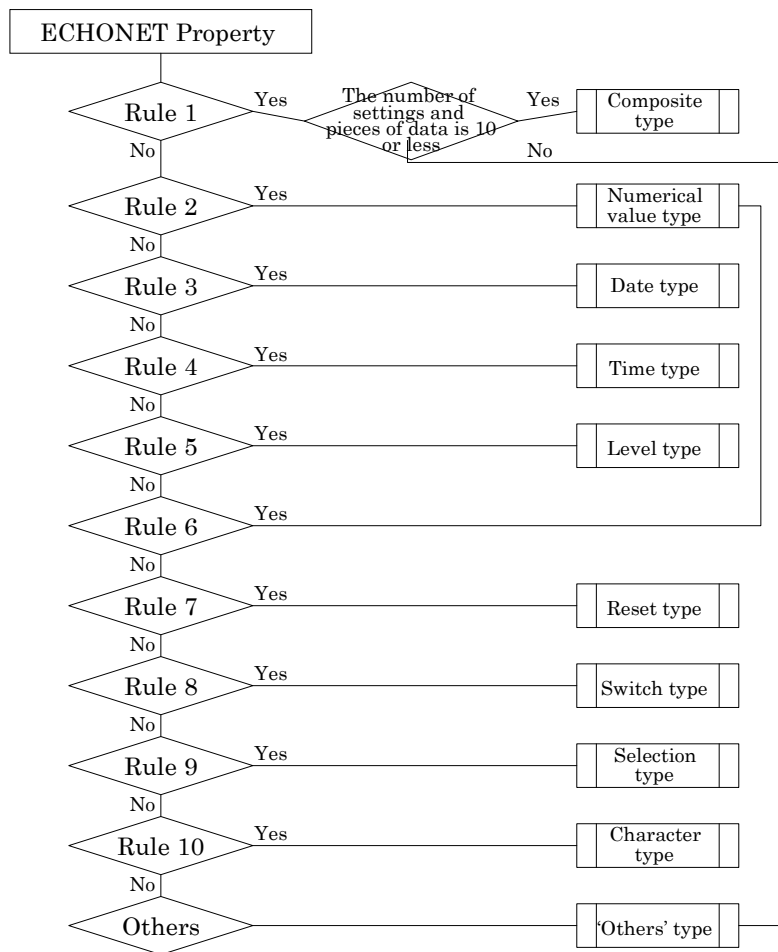 ECHONET Property
Rule 1
Yes
The number of
settings and
pieces of data is 10
or less
Yes
Composite
type
No
No
Rule 2
Yes
Numerical
value type
No
Rule 3
Yes
Date type
No
Rule 4
Yes
Time type
No
Rule 5
Yes
Level type
No
Rule 6
Yes
No
Rule 7
Yes
Reset type
No
Rule 8
Yes
Switch type
No
Rule 9
Yes
Selection
type
No
Rule 10
Yes
Character
type
No
Others
‘Others’ type